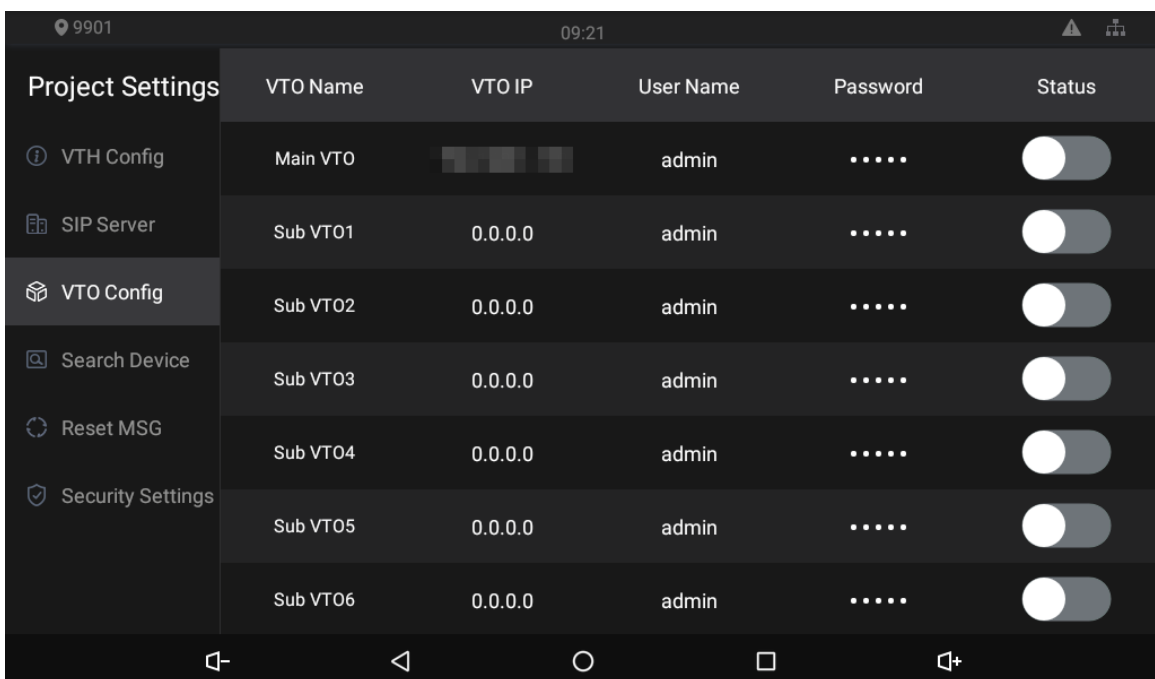 9901 09:21
Project Settings VTO Name VTO IP User Name Password Status
VTH Config Main VTO admin •••••
SIP Server Sub VTO1 0.0.0.0 admin •••••
VTO Config Sub VTO2 0.0.0.0 admin •••••
Search Device Sub VTO3 0.0.0.0 admin •••••
Reset MSG Sub VTO4 0.0.0.0 admin •••••
Security Settings Sub VTO5 0.0.0.0 admin •••••
Sub VTO6 0.0.0.0 admin •••••